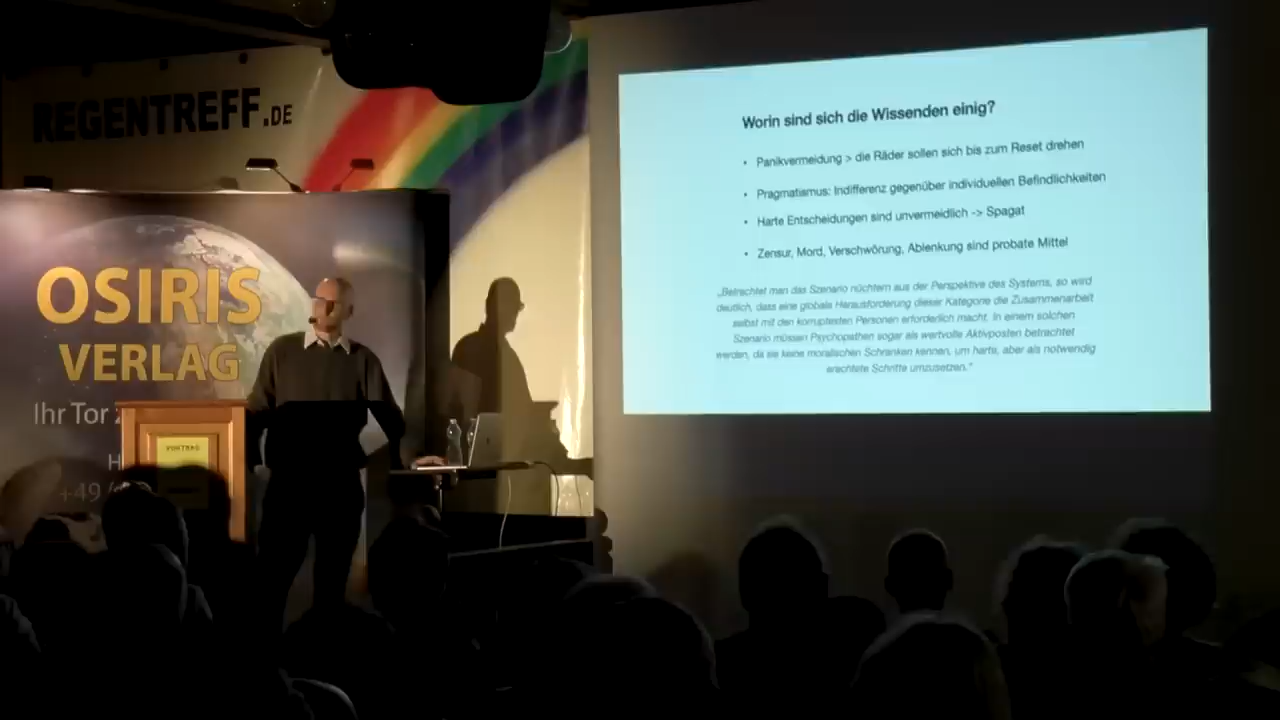 REGENTREFF.DE
OSIRIS
VERLAG
Ihr Tor
H
+49
VORTRAG
Worin sind sich die Wissenden einig?
• Panikvermeidung > die Räder sollen sich bis zum Reset drehen
• Pragmatismus: Indifferenz gegenüber individuellen Befindlichkeiten
• Harte Entscheidungen sind unvermeidlich -> Spagat
• Zensur, Mord, Verschwörung, Ablenkung sind probate Mittel
„Betrachtet man das Szenario nüchtern aus der Perspektive des Systems, so wird
deutlich, dass eine globale Herausforderung dieser Kategorie die Zusammenarbeit
selbst mit den korruptesten Personen erforderlich macht. In einem solchen
Szenario müssen Psychopathen sogar als wertvolle Aktivposten betrachtet
werden, da sie keine moralischen Schranken kennen, um harte, aber als notwendig
erachtete Schritte umzusetzen."